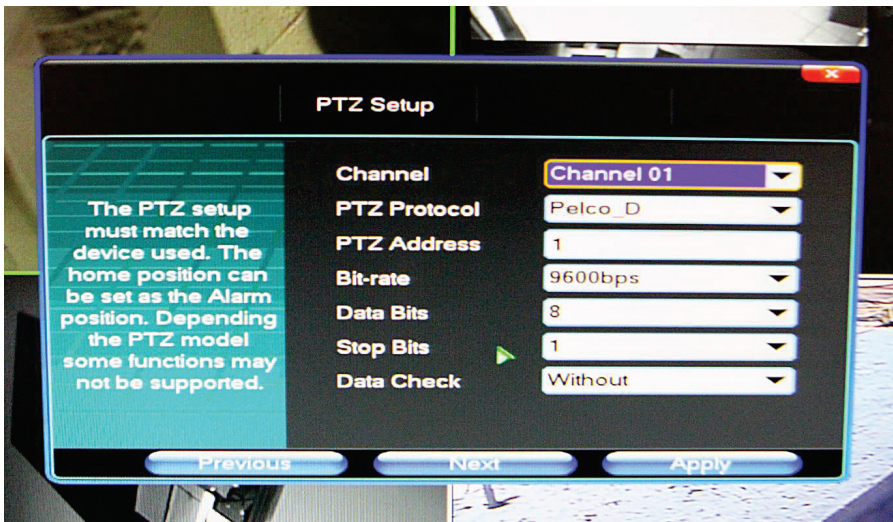 PTZ Setup
The PTZ setup
must match the
device used. The
home position can
be set as the Alarm
position. Depending
the PTZ model
some functions may
not be supported.
Channel Channel 01
PTZ Protocol Pelco_D
PTZ Address 1
Bit-rate 9600bps
Data Bits 8
Stop Bits 1
Data Check Without
Previous Next Apply